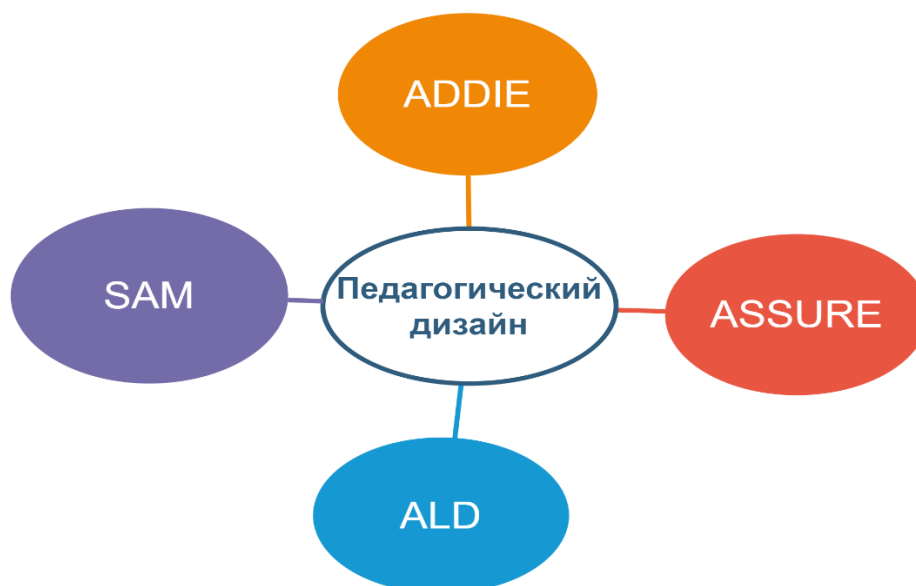 ADDIE
SAM
Педагогический
дизайн
ASSURE
ALD